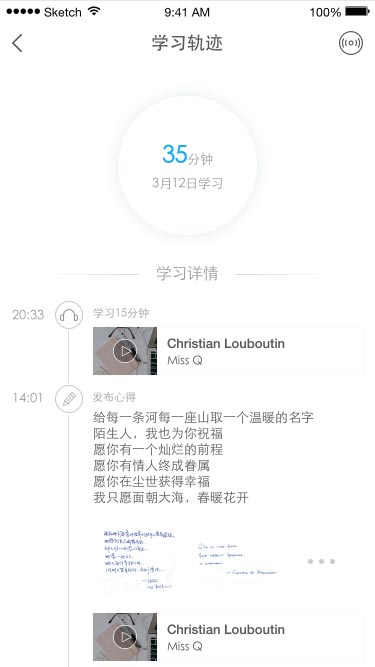 Sketch
9:41 AM
100%
学习轨迹
35分钟
3月12日学习
学习详情
20:33
学习15分钟
Christian Louboutin
Miss Q
14:01
发布心得
给每一条河每一座山取一个温暖的名字
陌生人，我也为你祝福
愿你有一个灿烂的前程
愿你有情人终成眷属
愿你在尘世获得幸福
我只愿面朝大海，春暖花开
Christian Louboutin
Miss Q